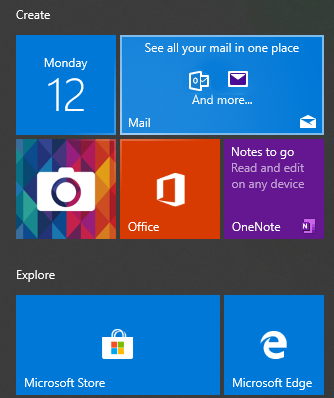 Create
Monday
12
See all your mail in one place
And more...
Mail
Office
Notes to go
Read and edit
on any device
OneNote
Explore
Microsoft Store
Microsoft Edge